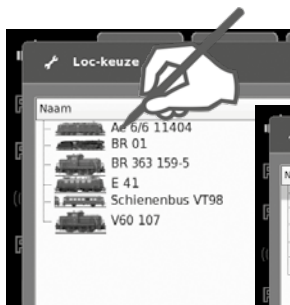 Loc-keuze
Naam
Ae 6/6 11404
BR 01
BR 363 159-5
E 41
Schienenbus VT98
V60 107
N